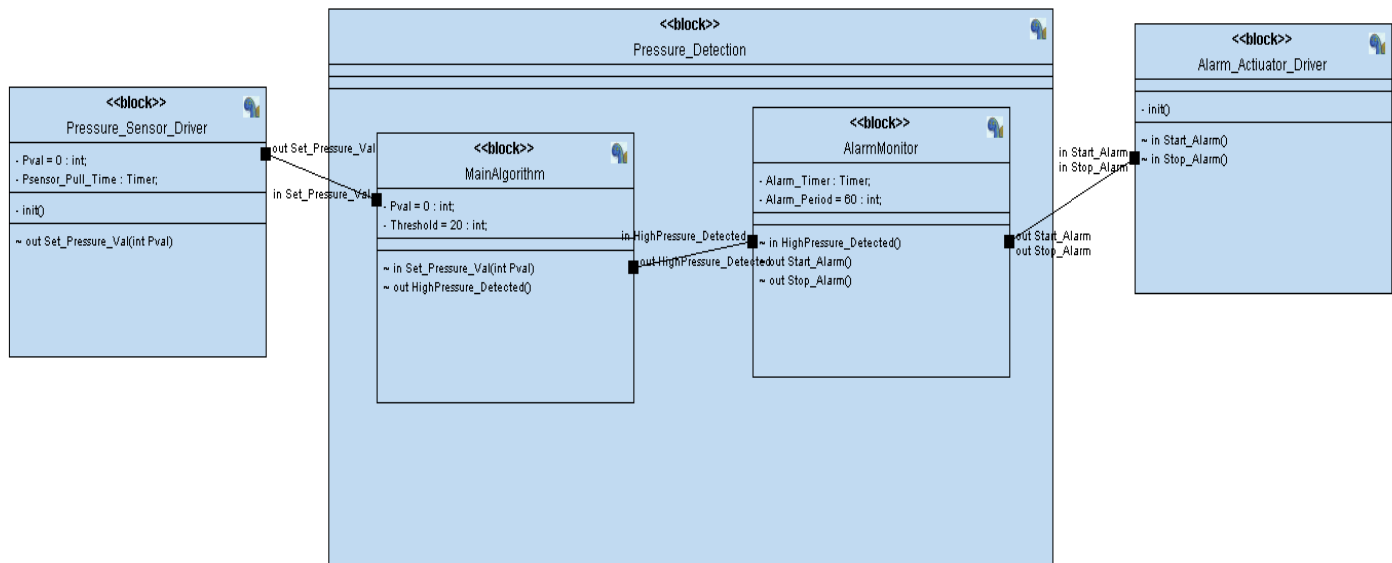 <<block>>
Pressure_Sensor_Driver
- Pval = 0 : int;
- Psensor_Pull_Time : Timer;
- init()
~ out Set_Pressure_Val(int Pval)
out Set_Pressure_Val
in Set_Pressure_Val
<<block>>
Pressure_Detection
<<block>>
MainAlgorithm
- Pval = 0 : int;
- Threshold = 20 : int;
~ in Set_Pressure_Val(int Pval)
~ out HighPressure_Detected()
in HighPressure_Detected
out HighPressure_Detected
<<block>>
AlarmMonitor
- Alarm_Timer : Timer;
- Alarm_Period = 60 : int;
~ in HighPressure_Detected()
~ out Start_Alarm()
~ out Stop_Alarm()
out Start_Alarm
out Stop_Alarm
in Start_Alarm
in Stop_Alarm
<<block>>
Alarm_Actuator_Driver
- init()
~ in Start_Alarm()
~ in Stop_Alarm()